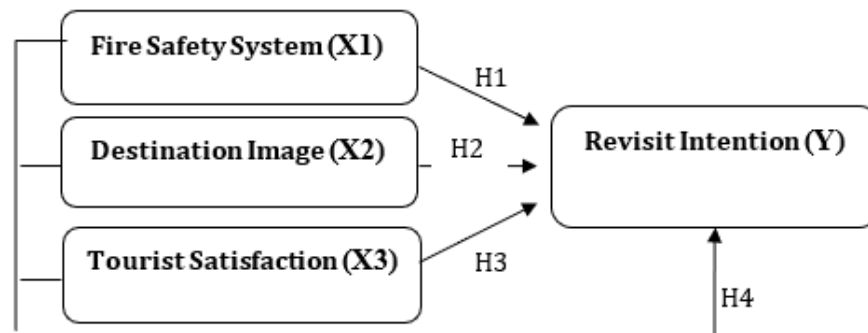 Fire Safety System (X1)
H1
Destination Image (X2)
H2
Revisit Intention (Y)
Tourist Satisfaction (X3)
H3
H4